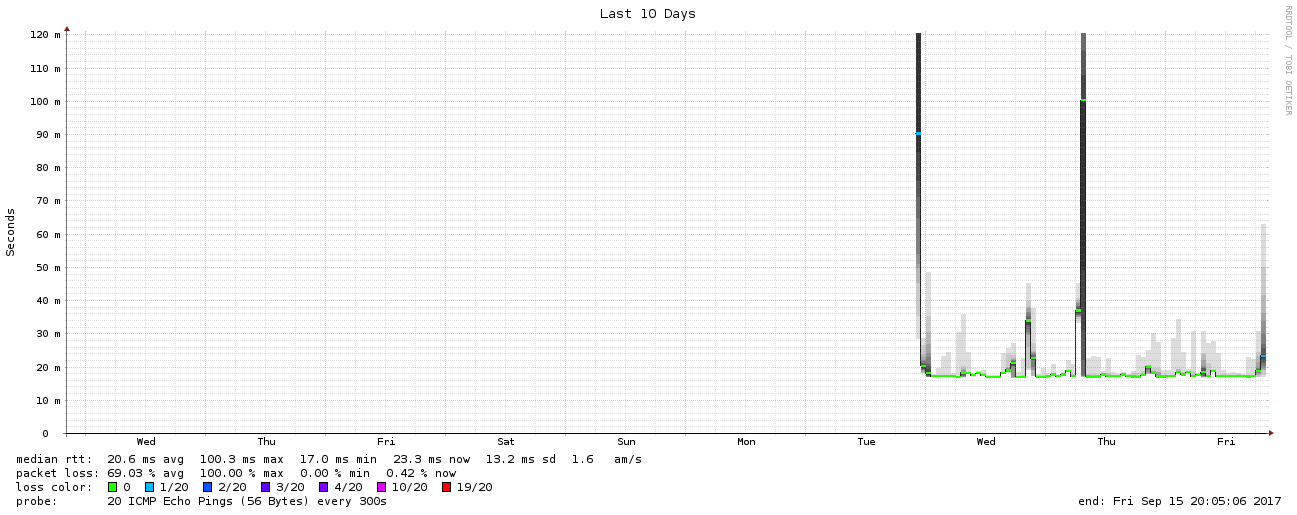 Last 10 Days
RRDTOOL / TOBI OETIKER
120 m
110 m
100 m
90 m
80 m
70 m
60 m
50 m
40 m
30 m
20 m
10 m
0
Seconds
Wed Thu Fri Sat Sun Mon Tue Wed Thu Fri
median rtt: 20.6 ms avg 100.3 ms max 17.0 ms min 23.3 ms now 13.2 ms sd 1.6 am/s
packet loss: 69.03 % avg 100.00 % max 0.00 % min 0.42 % now
loss color: 0 1/20 2/20 3/20 4/20 10/20 19/20
probe: 20 ICMP Echo Pings (56 Bytes) every 300s end: Fri Sep 15 20:05:06 2017